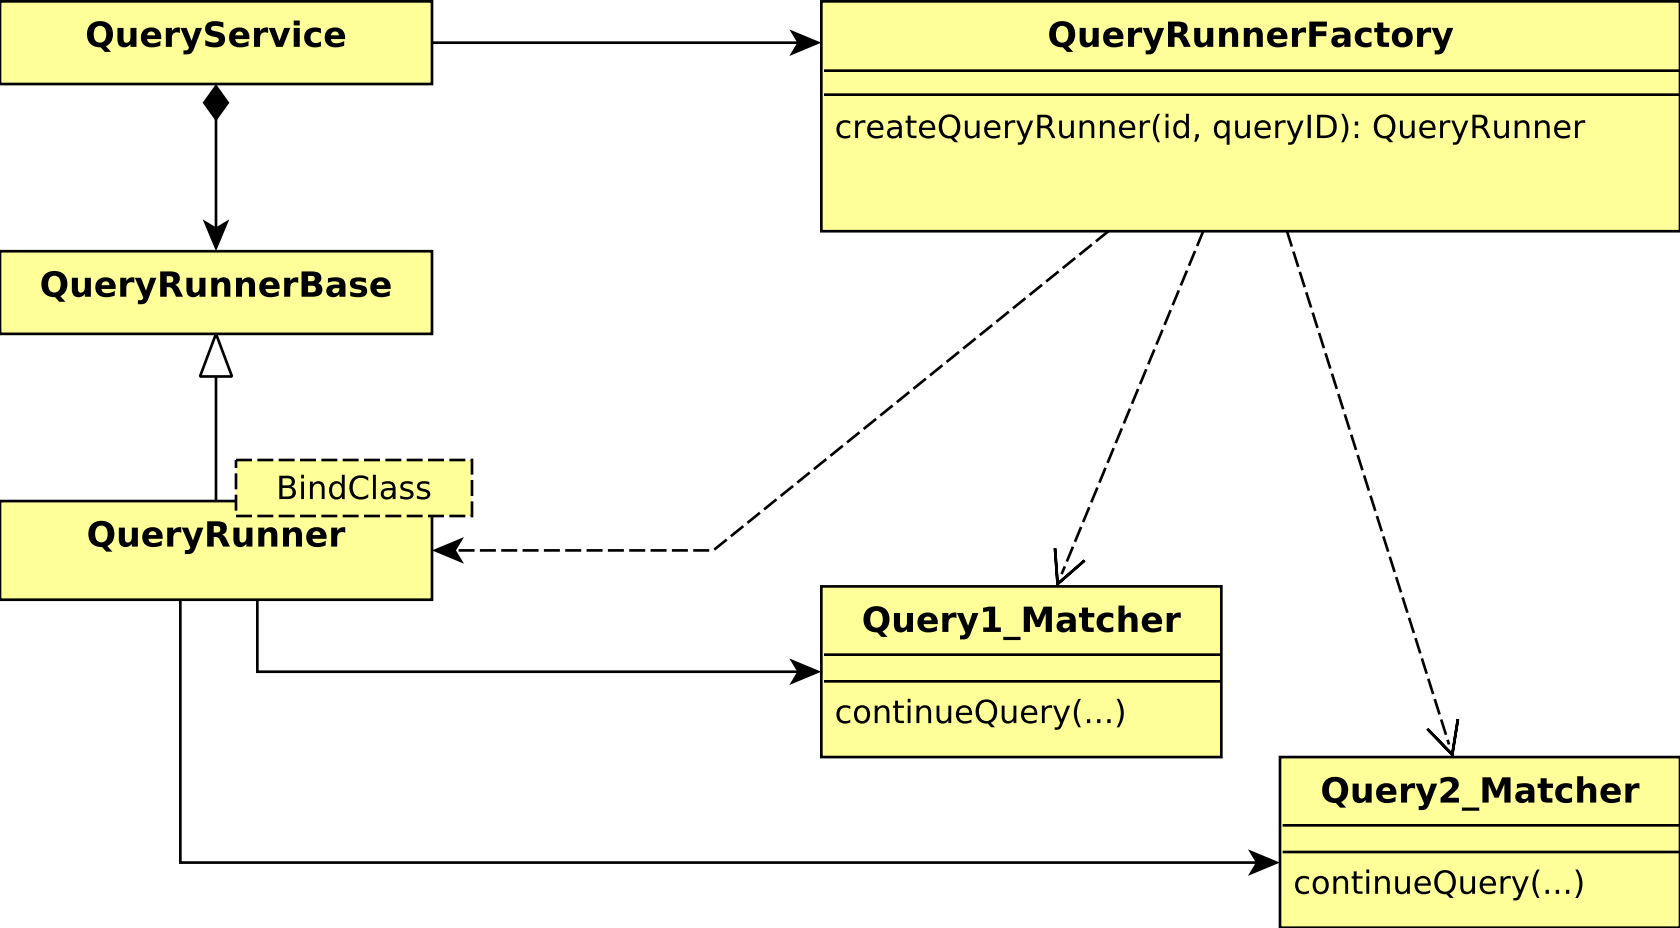 QueryService
QueryRunnerFactory
createQueryRunner(id, queryID): QueryRunner
QueryRunnerBase
BindClass
QueryRunner
Query1_Matcher
continueQuery(...)
Query2_Matcher
continueQuery(...)